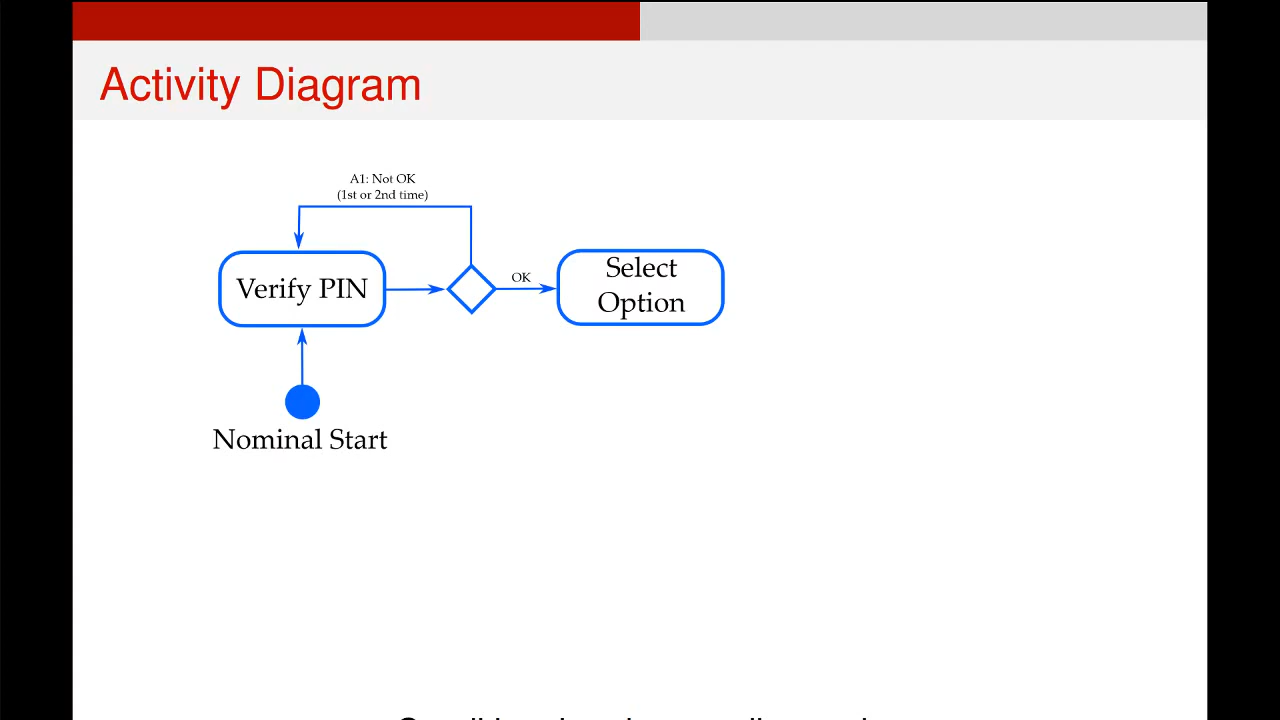 Activity Diagram
A1: Not OK
(1st or 2nd time)
Verify PIN
OK
Select
Option
Nominal Start